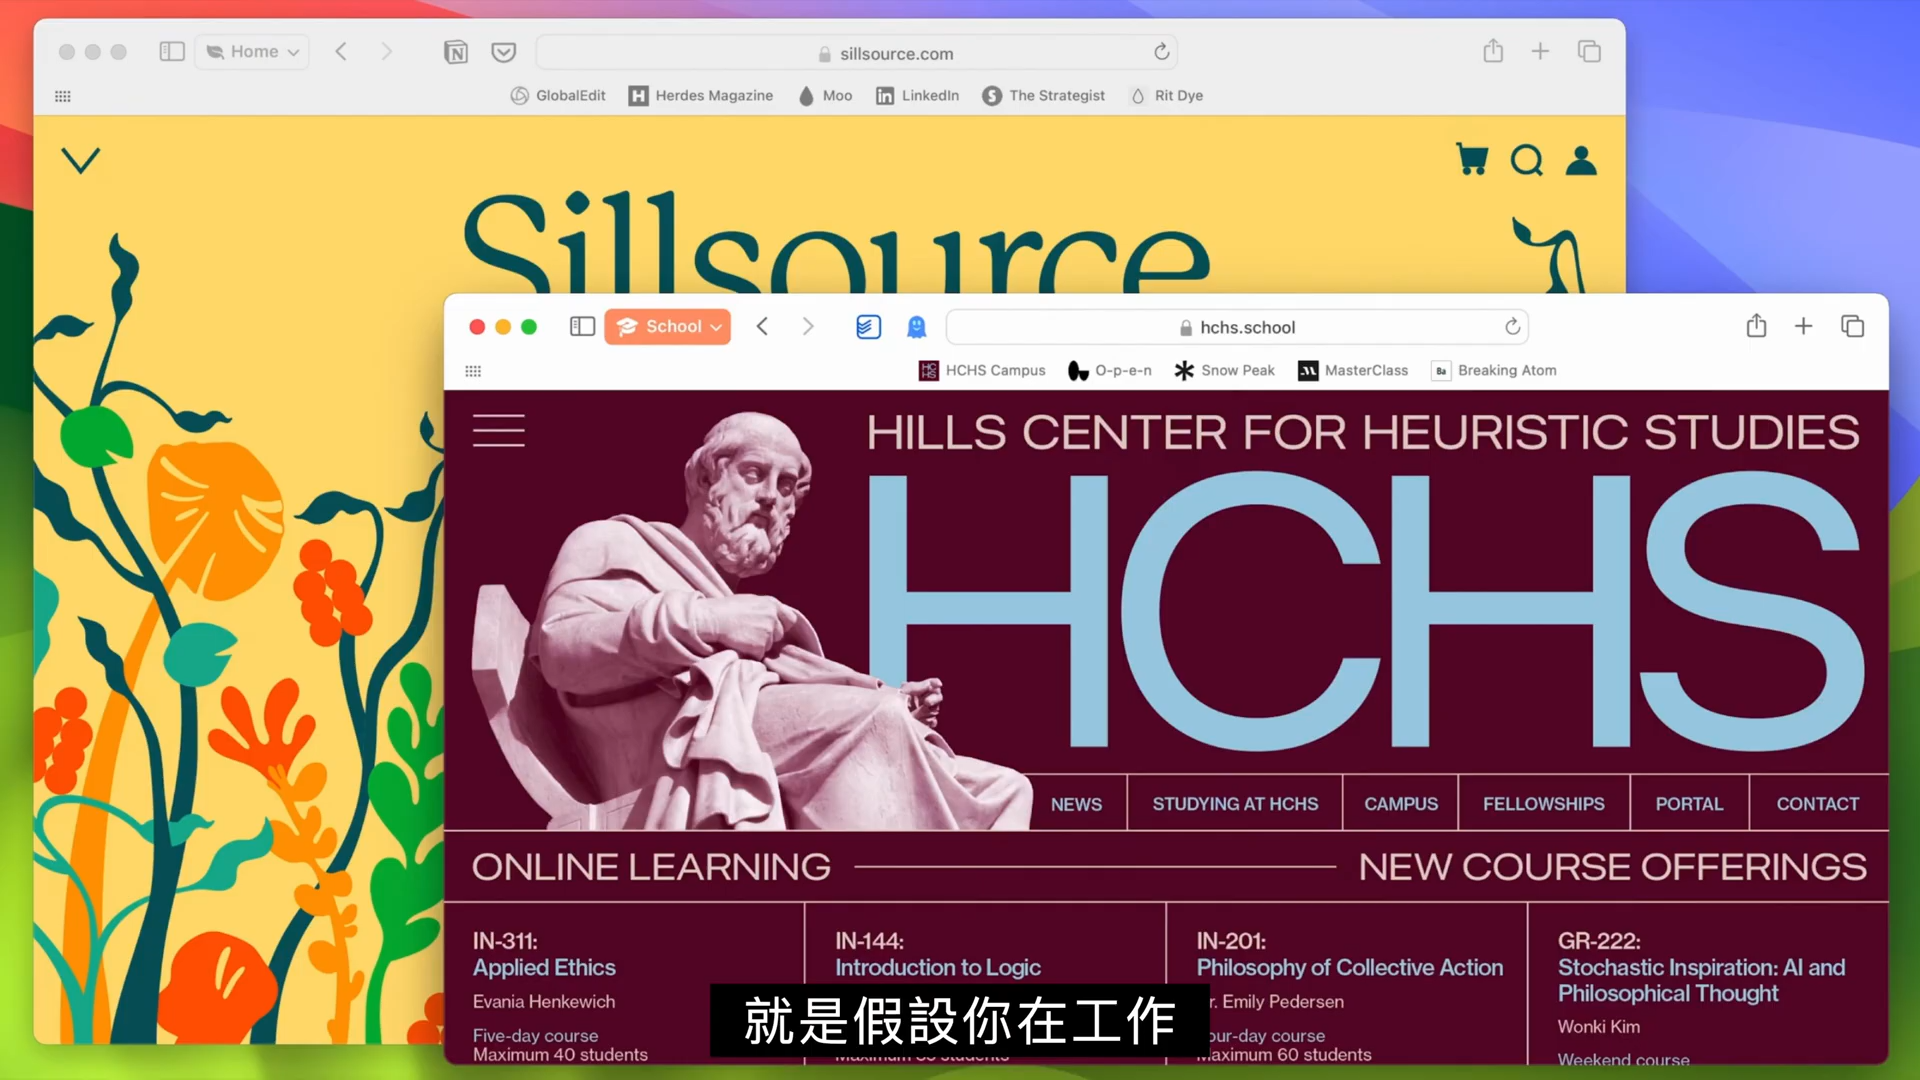 Home
sillsource.com
GlobalEdit
Herdes Magazine
Moo
LinkedIn
The Strategist
Rit Dye
Sillsource
School
hchs.school
HCHS Campus
O-p-e-n
Snow Peak
MasterClass
Breaking Atom
HILLS CENTER FOR HEURISTIC STUDIES
HCHS
NEWS
STUDYING AT HCHS
CAMPUS
FELLOWSHIPS
PORTAL
CONTACT
ONLINE LEARNING
NEW COURSE OFFERINGS
IN-311:
Applied Ethics
Evania Henkewich
Five-day course
Maximum 40 students
IN-144:
Introduction to Logic
IN-201:
Philosophy of Collective Action
Emily Pedersen
course
Maximum 60 students
GR-222:
Stochastic Inspiration: AI and
Philosophical Thought
Wonki Kim
Weekend course
就是假設你在工作